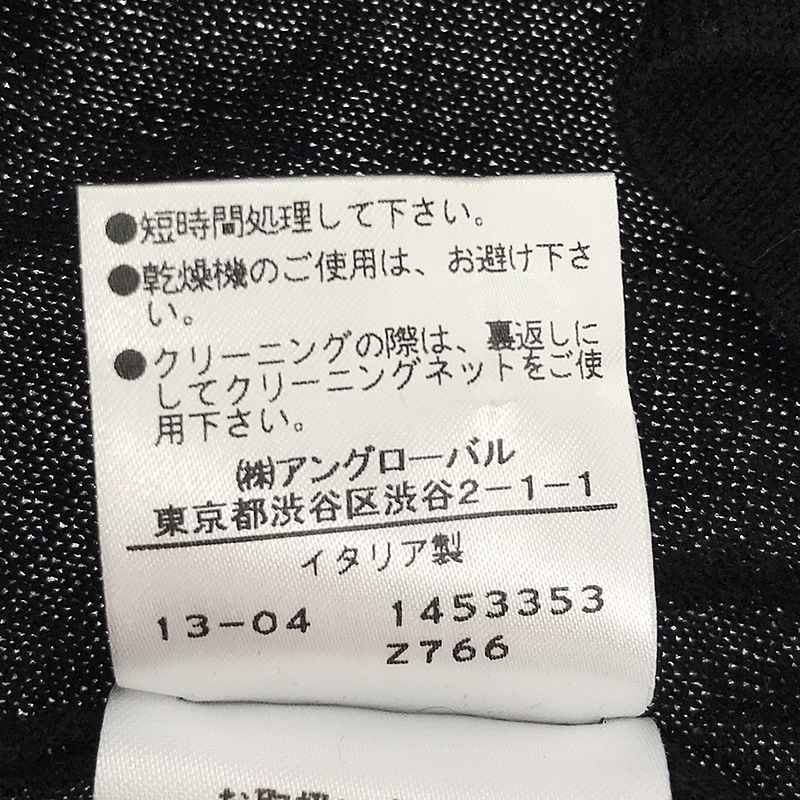 ●短時間処理して下さい。
●乾燥機のご使用は、お避け下さ
い。
●クリーニングの際は、裏返しに
してクリーニングネットをご使
用下さい。
㈱アングローバル
東京都渋谷区渋谷2-1-1
イタリア製
13-04 1453353
Z766
お取扱